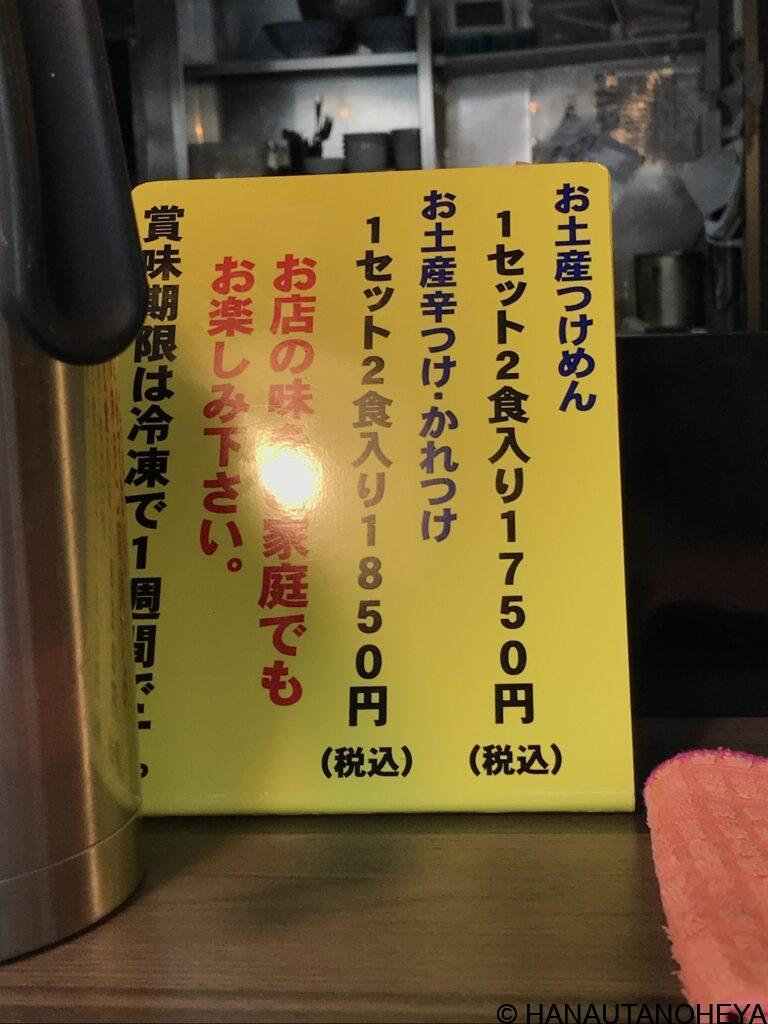 お土産つけめん
1セット2食入り1750円
(税込)
お土産辛つけ・かれつけ
1セット2食入り1850円
(税込)
お店の味 家庭でも
お楽しみ下さい。
賞味期限は冷凍で1週間で 。
© HANAUTANOHEYA